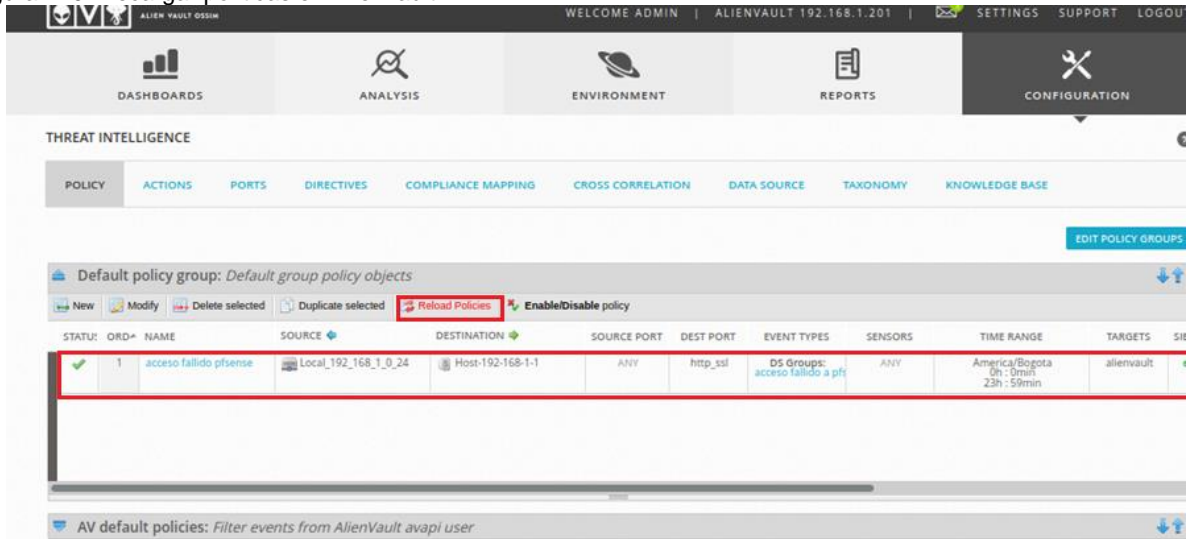 ALIEN VAULT OSSIM
WELCOME ADMIN | ALIENVAULT 192.168.1.201 | SETTINGS SUPPORT LOGOUT
DASHBOARDS ANALYSIS ENVIRONMENT REPORTS CONFIGURATION
THREAT INTELLIGENCE
POLICY ACTIONS PORTS DIRECTIVES COMPLIANCE MAPPING CROSS CORRELATION DATA SOURCE TAXONOMY KNOWLEDGE BASE
EDIT POLICY GROUPS
Default policy group: Default group policy objects
New Modify Delete selected Duplicate selected Reload Policies Enable/Disable policy
STATU: ORD NAME SOURCE DESTINATION SOURCE PORT DEST PORT EVENT TYPES SENSORS TIME RANGE TARGETS SIE
1 acceso fallido pfsense Local_192_168_1_0_24 Host-192-168-1-1 ANY http_ssl DS Groups: ANY America/Bogota alienvault
acceso fallido a pfs 0h : 0min
23h : 59min
AV default policies: Filter events from AlienVault avapi user